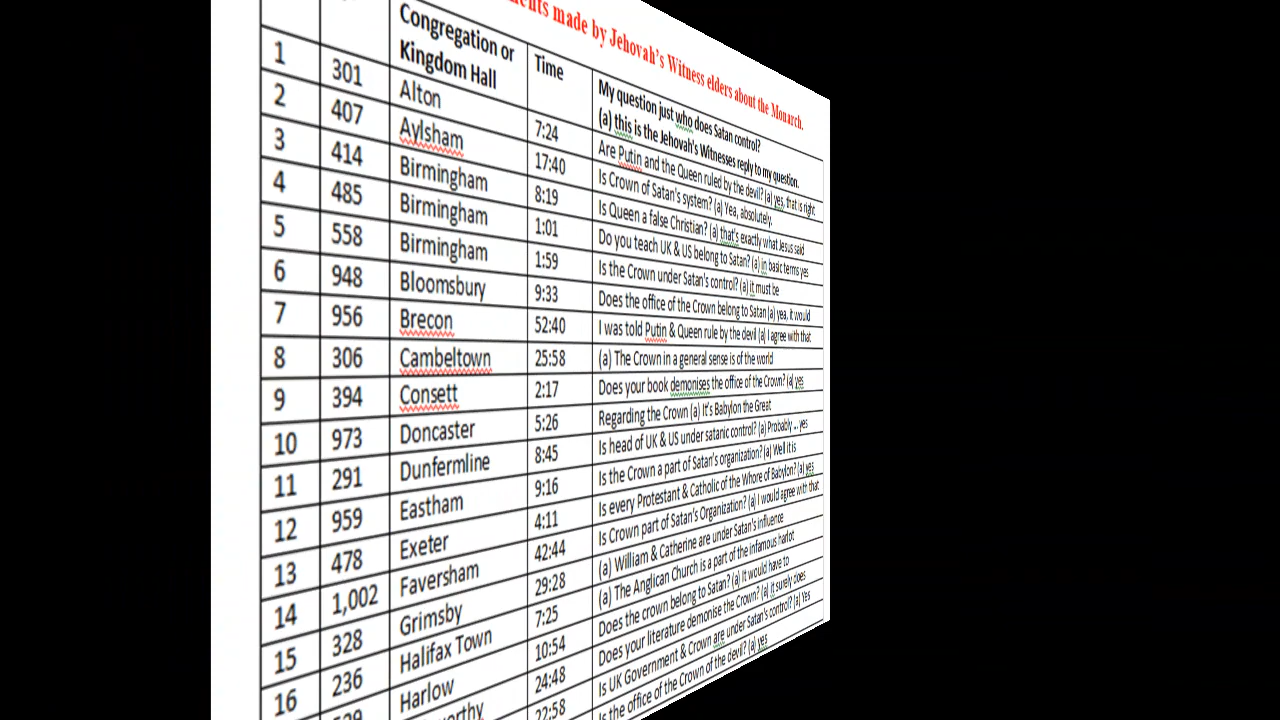 made by Jehovah's Witness elders about the Monarch.
Congregation or Kingdom Hall Time My question just who does Satan control?
(a) this is the Jehovah's Witnesses reply to my question.
1 301 Alton 7:24 Are Putin and the Queen ruled by the devil? (a) yes, that is right
2 407 Aylsham 17:40 Is Crown of Satan's system? (a) Yea, absolutely.
3 414 Birmingham 8:19 Is Queen a false Christian? (a) that's exactly what Jesus said
4 485 Birmingham 1:01 Do you teach UK & US belong to Satan? (a) in basic terms yes
5 558 Birmingham 1:59 Is the Crown under Satan's control? (a) it must be
6 948 Bloomsbury 9:33 Does the office of the Crown belong to Satan (a) yea, it would
7 956 Brecon 52:40 I was told Putin & Queen rule by the devil (a) I agree with that
8 306 Cambeltown 25:58 (a) The Crown in a general sense is of the world
9 394 Consett 2:17 Does your book demonises the office of the Crown? (a) yes
10 973 Doncaster 5:26 Regarding the Crown (a) It's Babylon the Great
11 291 Dunfermline 8:45 Is head of UK & US under satanic control? (a) Probably ... yes
12 959 Eastham 9:16 Is the Crown a part of Satan's organization? (a) Well it is
13 478 Exeter 4:11 Is every Protestant & Catholic of the Whore of Babylon? (a) yes
14 1,002 Faversham 42:44 Is Crown part of Satan's Organization? (a) I would agree with that
15 328 Grimsby 29:28 (a) William & Catherine are under Satan's influence
16 236 Halifax Town 7:25 (a) The Anglican Church is a part of the infamous harlot
Harlow 10:54 Does the crown belong to Satan? (a) It would have to
24:48 Does your literature demonise the Crown? (a) it surely does
22:58 Is UK Government & Crown are under Satan's control? (a) Yes
Is the office of the Crown of the devil? (a) yes